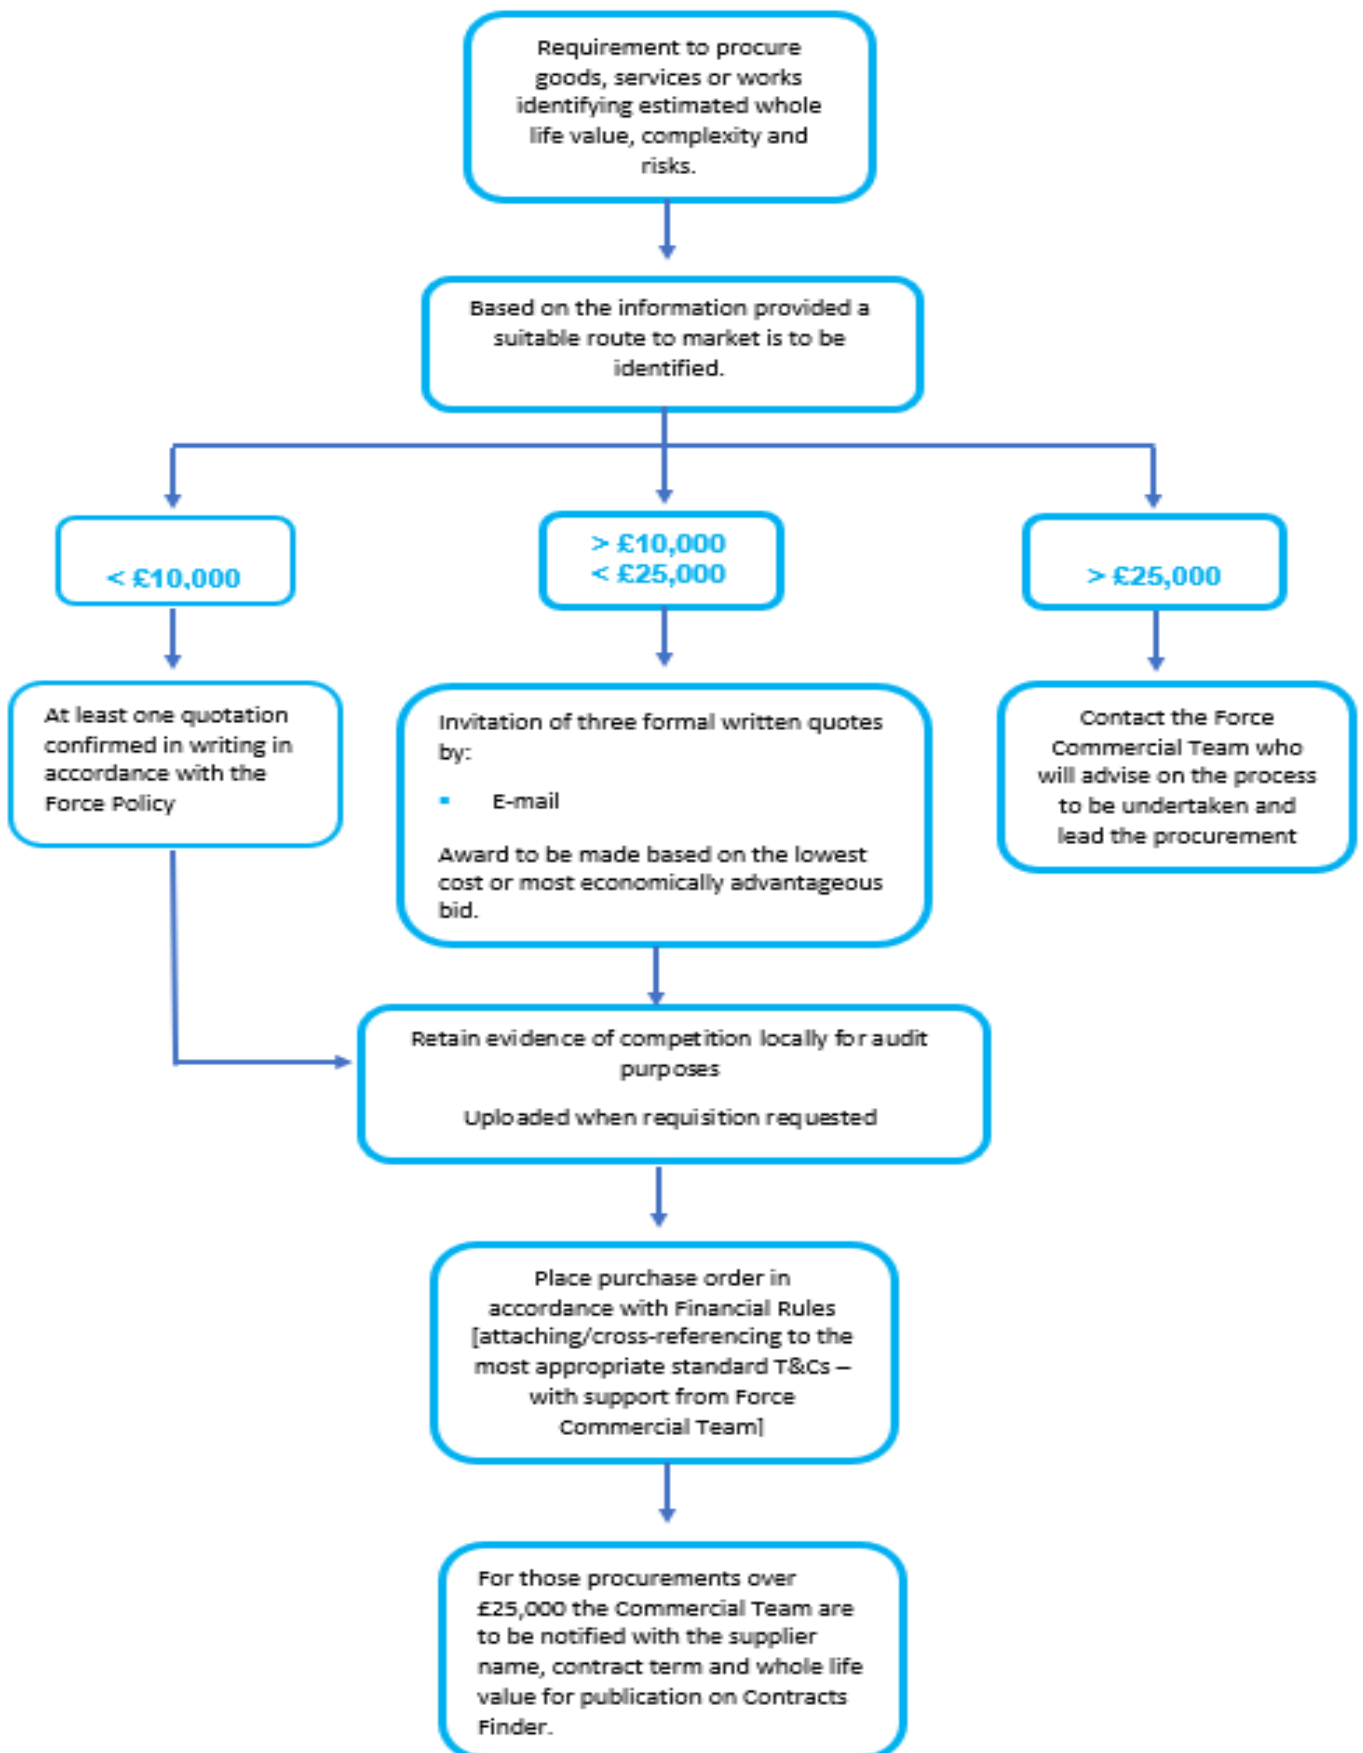 Requirement to procure
goods, services or works
identifying estimated whole
life value, complexity and
risks.
Based on the information provided a
suitable route to market is to be
identified.
< £10,000
> £10,000
< £25,000
> £25,000
At least one quotation
confirmed in writing in
accordance with the
Force Policy
Invitation of three formal written quotes
by:
▪ E-mail
Award to be made based on the lowest
cost or most economically advantageous
bid.
Contact the Force
Commercial Team who
will advise on the process
to be undertaken and
lead the procurement
Retain evidence of competition locally for audit
purposes
Uploaded when requisition requested
Place purchase order in
accordance with Financial Rules
[attaching/cross-referencing to the
most appropriate standard T&Cs –
with support from Force
Commercial Team]
For those procurements over
£25,000 the Commercial Team are
to be notified with the supplier
name, contract term and whole life
value for publication on Contracts
Finder.